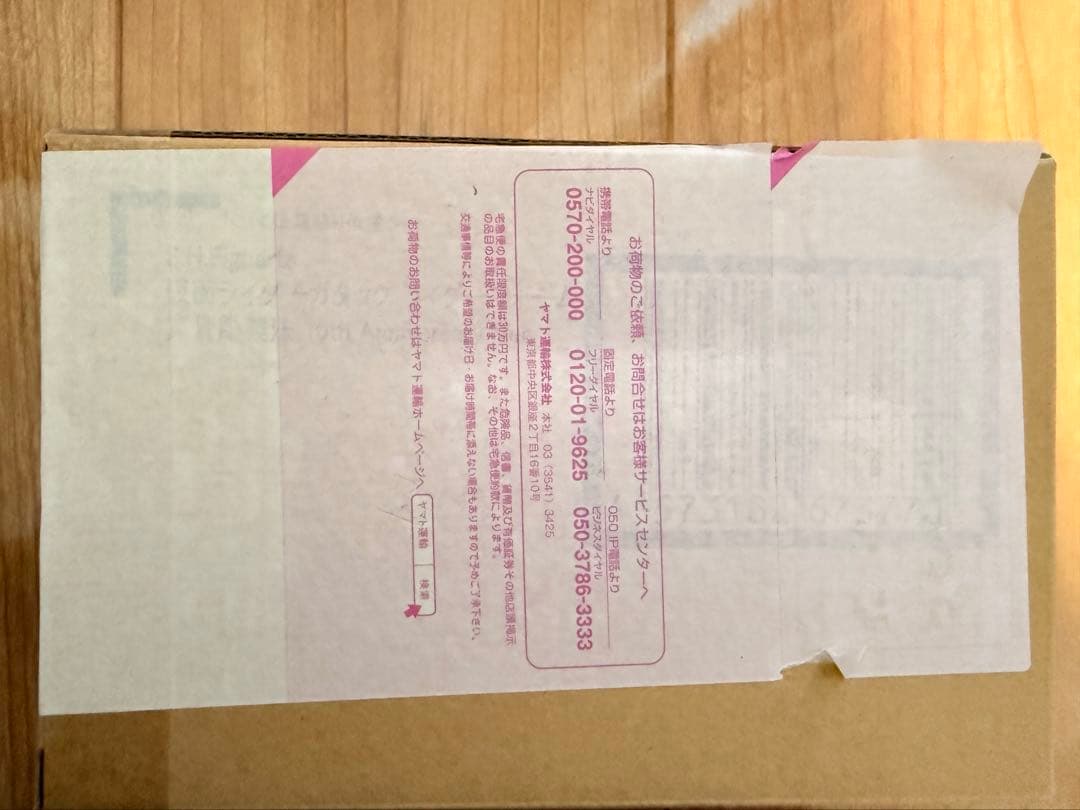 お荷物のご依頼、お問合せはお客様サービスセンターへ
携帯電話より
ナビダイヤル
0570-200-000
固定電話より
フリーダイヤル
0120-01-9625
050 IP電話より
ビジネスダイヤル
050-3786-3333
ヤマト運輸株式会社 本社 03（3541）3425
東京都中央区銀座2丁目16番10号
宅急便の責任限度額は30万円です。また危険品、信書、貨幣及び有価証券その他店頭掲示
の品目のお取扱いはできません。なお、その他は宅急便約款によります。
交通事情等によりご希望のお届け日・お届け時間帯に添えない場合もありますので予めご了承下さい。
お荷物のお問い合わせはヤマト運輸ホームページへ ヤマト運輸 検索